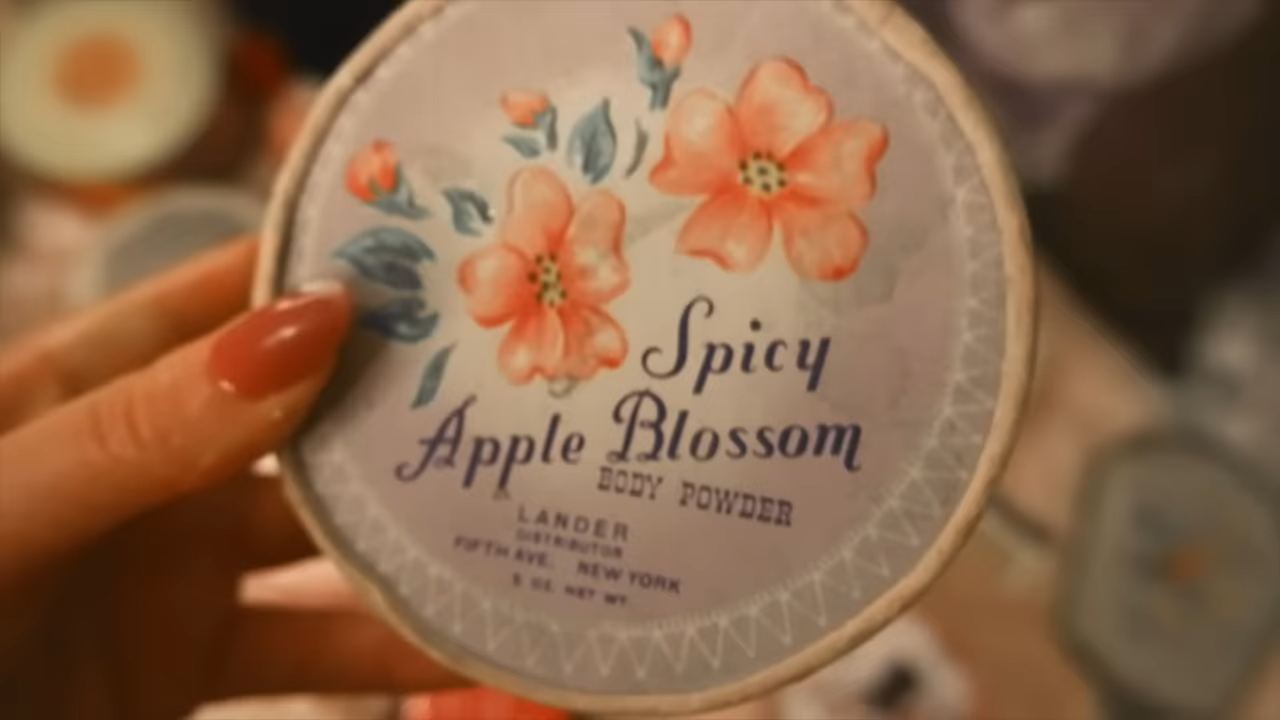 Spicy
Apple Blossom
BODY POWDER
LANDER
DISTRIBUTOR
FIFTH AVE. NEW YORK
5 OZ. NET WT.